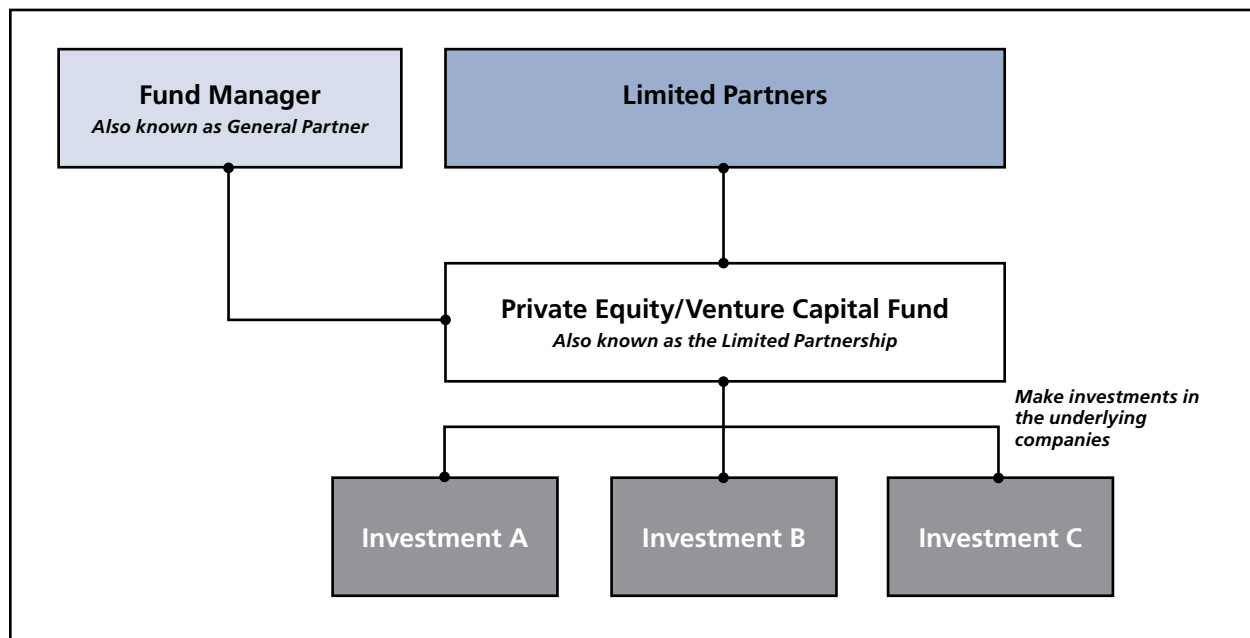 Fund Manager
Also known as General Partner
Limited Partners
Private Equity/Venture Capital Fund
Also known as the Limited Partnership
Make investments in
the underlying
companies
Investment A
Investment B
Investment C